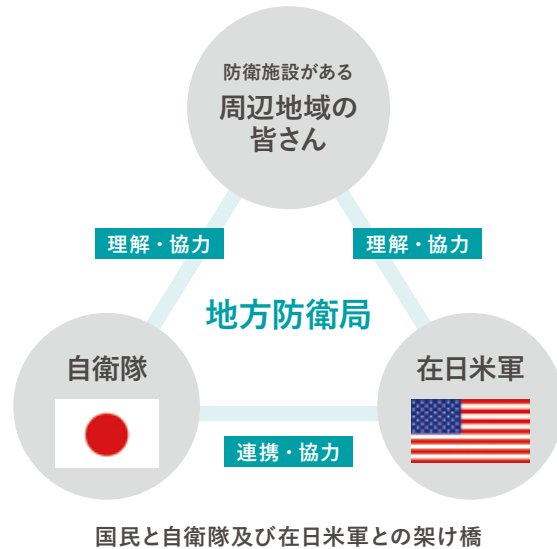 防衛施設がある
周辺地域の
皆さん
理解・協力
理解・協力
地方防衛局
自衛隊
在日米軍
連携・協力
国民と自衛隊及び在日米軍との架け橋